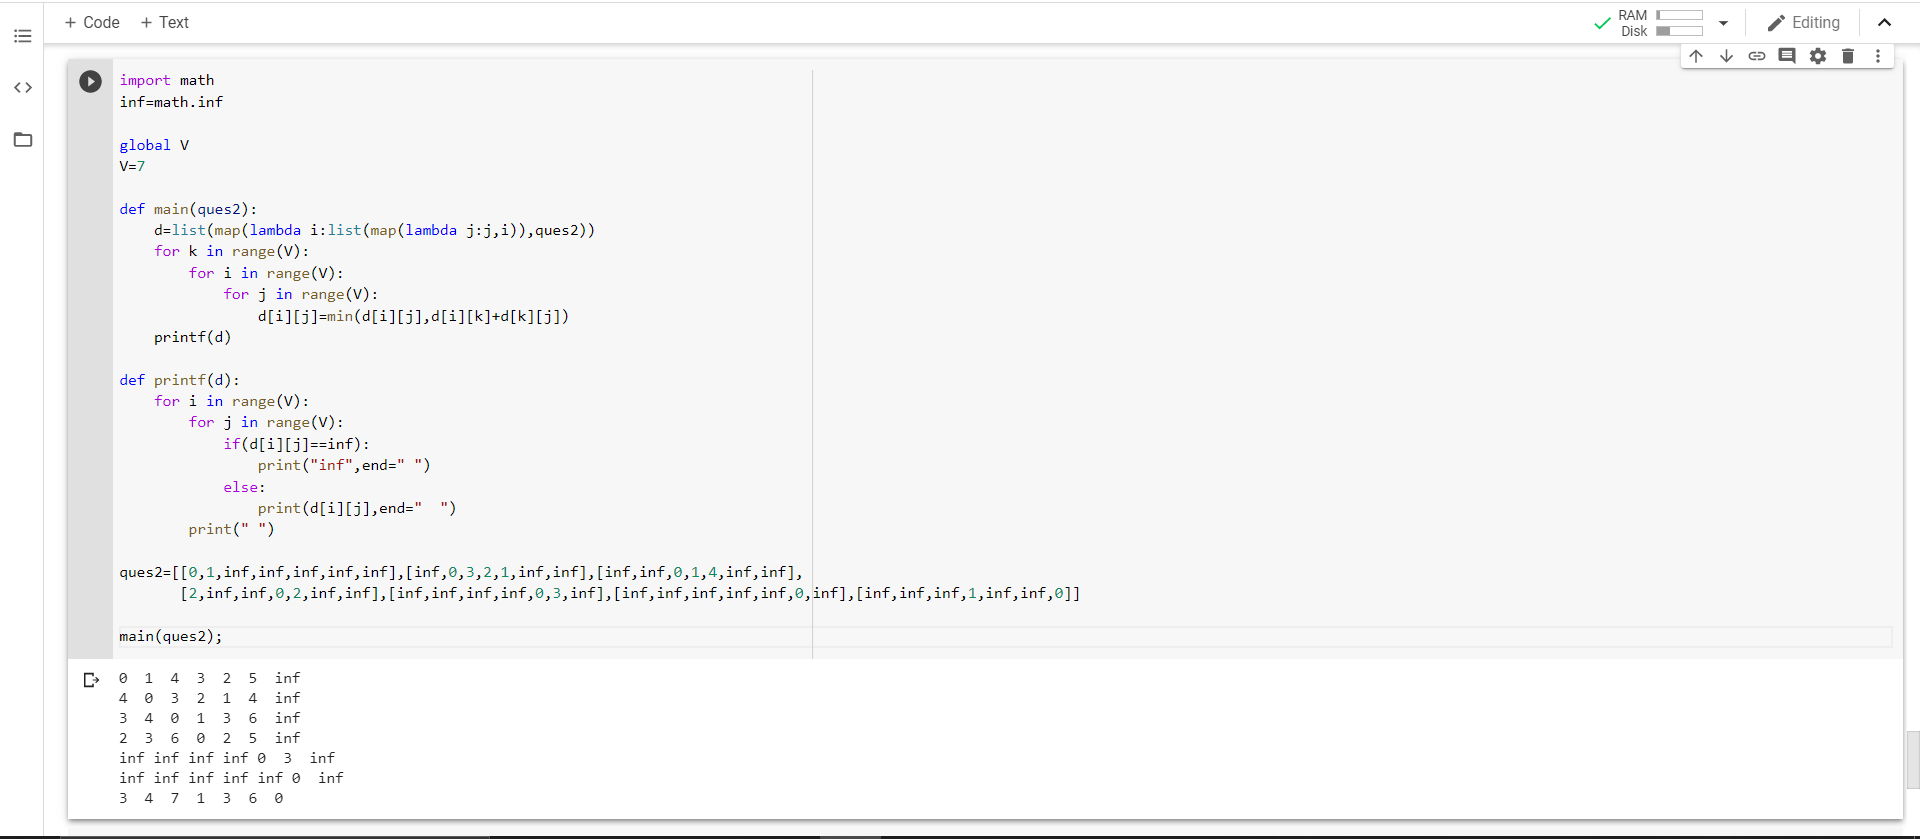 + Code + Text
RAM
Disk
Editing
import math
inf=math.inf
global V
V=7
def main(ques2):
    d=list(map(lambda i:list(map(lambda j:j,i)),ques2))
    for k in range(V):
        for i in range(V):
            for j in range(V):
                d[i][j]=min(d[i][j],d[i][k]+d[k][j])
    printf(d)
def printf(d):
    for i in range(V):
        for j in range(V):
            if(d[i][j]==inf):
                print("inf",end=" ")
            else:
                print(d[i][j],end="  ")
        print(" ")
ques2=[[0,1,inf,inf,inf,inf,inf],[inf,0,3,2,1,inf,inf],[inf,inf,0,1,4,inf,inf],
       [2,inf,inf,0,2,inf,inf],[inf,inf,inf,inf,0,3,inf],[inf,inf,inf,inf,inf,0,inf],[inf,inf,inf,1,inf,inf,0]]
main(ques2);
0  1  4  3  2  5  inf
4  0  3  2  1  4  inf
3  4  0  1  3  6  inf
2  3  6  0  2  5  inf
inf inf inf inf 0  3  inf
inf inf inf inf inf 0  inf
3  4  7  1  3  6  0